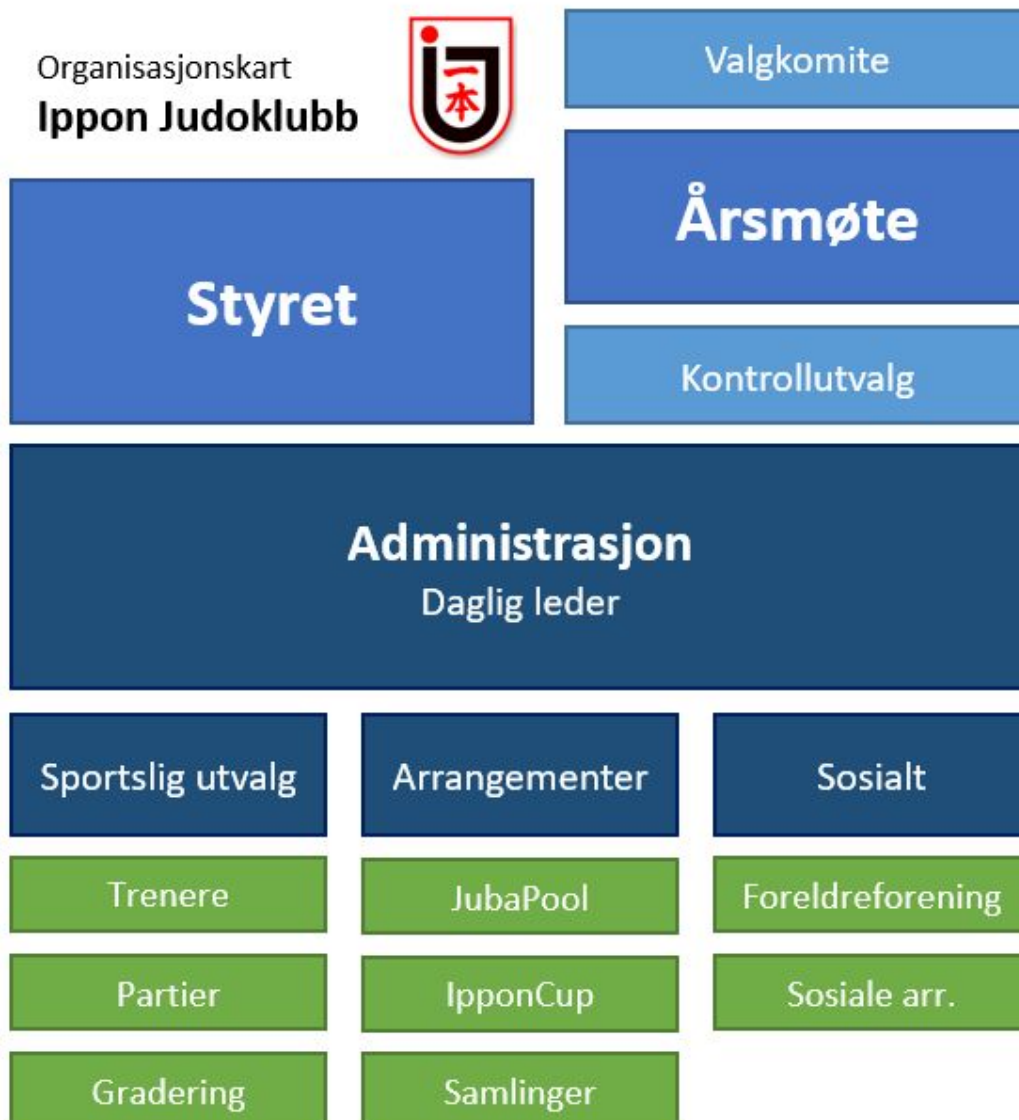 Organisasjonskart
Ippon Judoklubb
一本
Valgkomite
Årsmøte
Kontrollutvalg
Styret
Administrasjon
Daglig leder
Sportslig utvalg
Arrangementer
Sosialt
Trenere
JubaPool
Foreldreforening
Partier
IpponCup
Sosiale arr.
Gradering
Samlinger